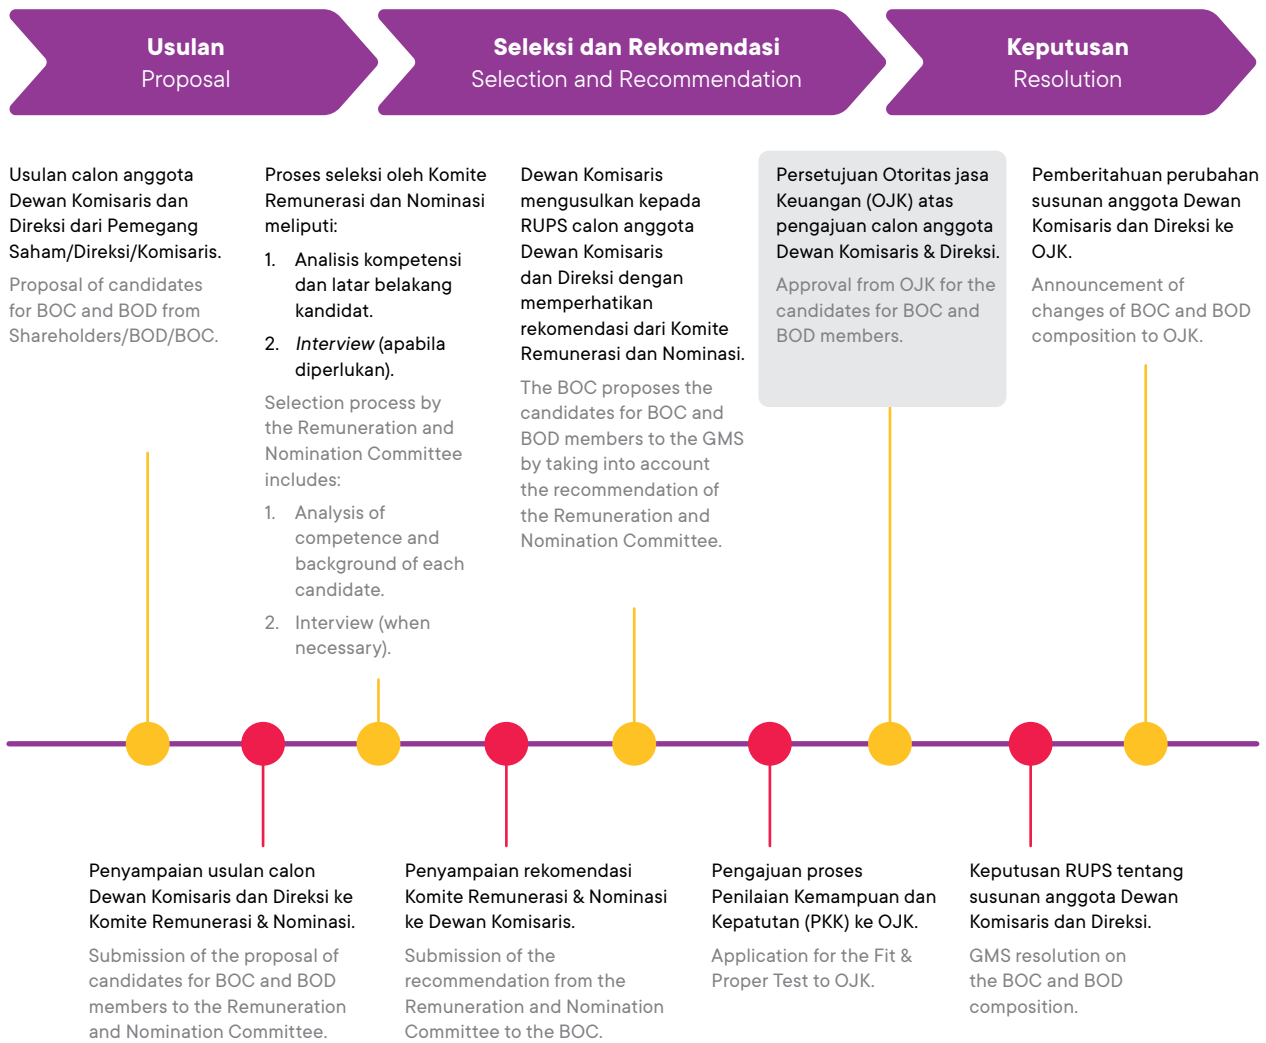 Usulan
Proposal
Seleksi dan Rekomendasi
Selection and Recommendation
Keputusan
Resolution
Usulan calon anggota
Dewan Komisaris dan
Direksi dari Pemegang
Saham/Direksi/Komisaris.
Proposal of candidates
for BOC and BOD from
Shareholders/BOD/BOC.
Proses seleksi oleh Komite
Remunerasi dan Nominasi
meliputi:
1. Analisis kompetensi
dan latar belakang
kandidat.
2. Interview (apabila
diperlukan).
Selection process by
the Remuneration and
Nomination Committee
includes:
1. Analysis of
competence and
background of each
candidate.
2. Interview (when
necessary).
Dewan Komisaris
mengusulkan kepada
RUPS calon anggota
Dewan Komisaris
dan Direksi dengan
memperhatikan
rekomendasi dari Komite
Remunerasi dan Nominasi.
The BOC proposes the
candidates for BOC and
BOD members to the GMS
by taking into account
the recommendation of
the Remuneration and
Nomination Committee.
Persetujuan Otoritas jasa
Keuangan (OJK) atas
pengajuan calon anggota
Dewan Komisaris & Direksi.
Approval from OJK for the
candidates for BOC and
BOD members.
Pemberitahuan perubahan
susunan anggota Dewan
Komisaris dan Direksi ke
OJK.
Announcement of
changes of BOC and BOD
composition to OJK.
Penyampaian usulan calon
Dewan Komisaris dan Direksi ke
Komite Remunerasi & Nominasi.
Submission of the proposal of
candidates for BOC and BOD
members to the Remuneration
and Nomination Committee.
Penyampaian rekomendasi
Komite Remunerasi & Nominasi
ke Dewan Komisaris.
Submission of the
recommendation from the
Remuneration and Nomination
Committee to the BOC.
Pengajuan proses
Penilaian Kemampuan dan
Kepatutan (PKK) ke OJK.
Application for the Fit &
Proper Test to OJK.
Keputusan RUPS tentang
susunan anggota Dewan
Komisaris dan Direksi.
GMS resolution on
the BOC and BOD
composition.